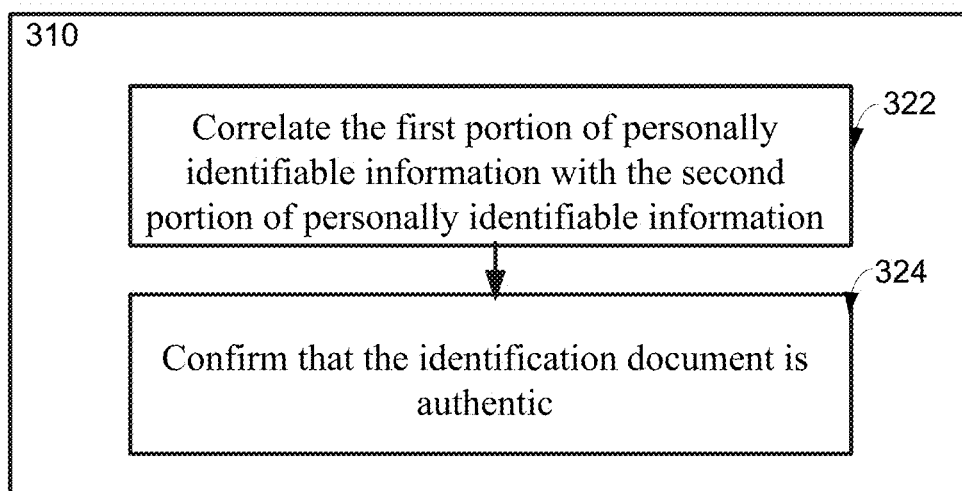 310
322
Correlate the first portion of personally
identifiable information with the second
portion of personally identifiable information
324
Confirm that the identification document is
authentic